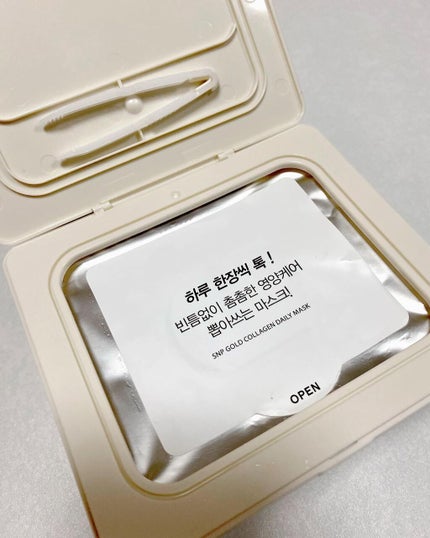 하루 한장씩 톡!
빈틈없이 촘촘한 영양케어
뽑아쓰는 마스크!
SNP GOLD COLLAGEN DAILY MASK
OPEN